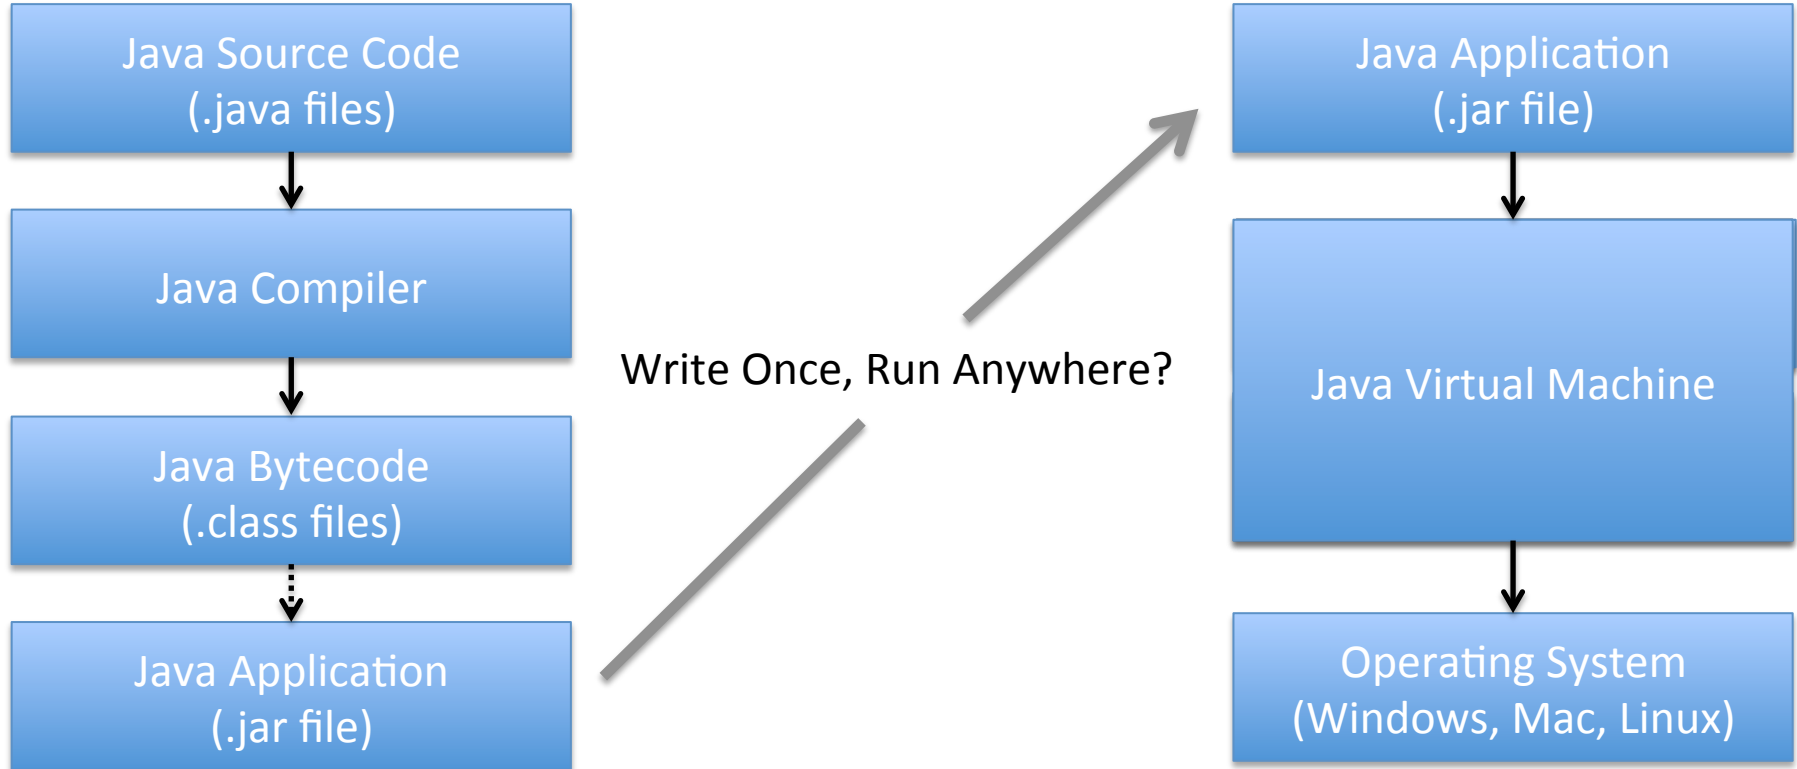 Java Source Code
(.java files)
Java Compiler
Java Bytecode
(.class files)
Java Application
(.jar file)
Write Once, Run Anywhere?
Java Application
(.jar file)
Java Virtual Machine
Operating System
(Windows, Mac, Linux)